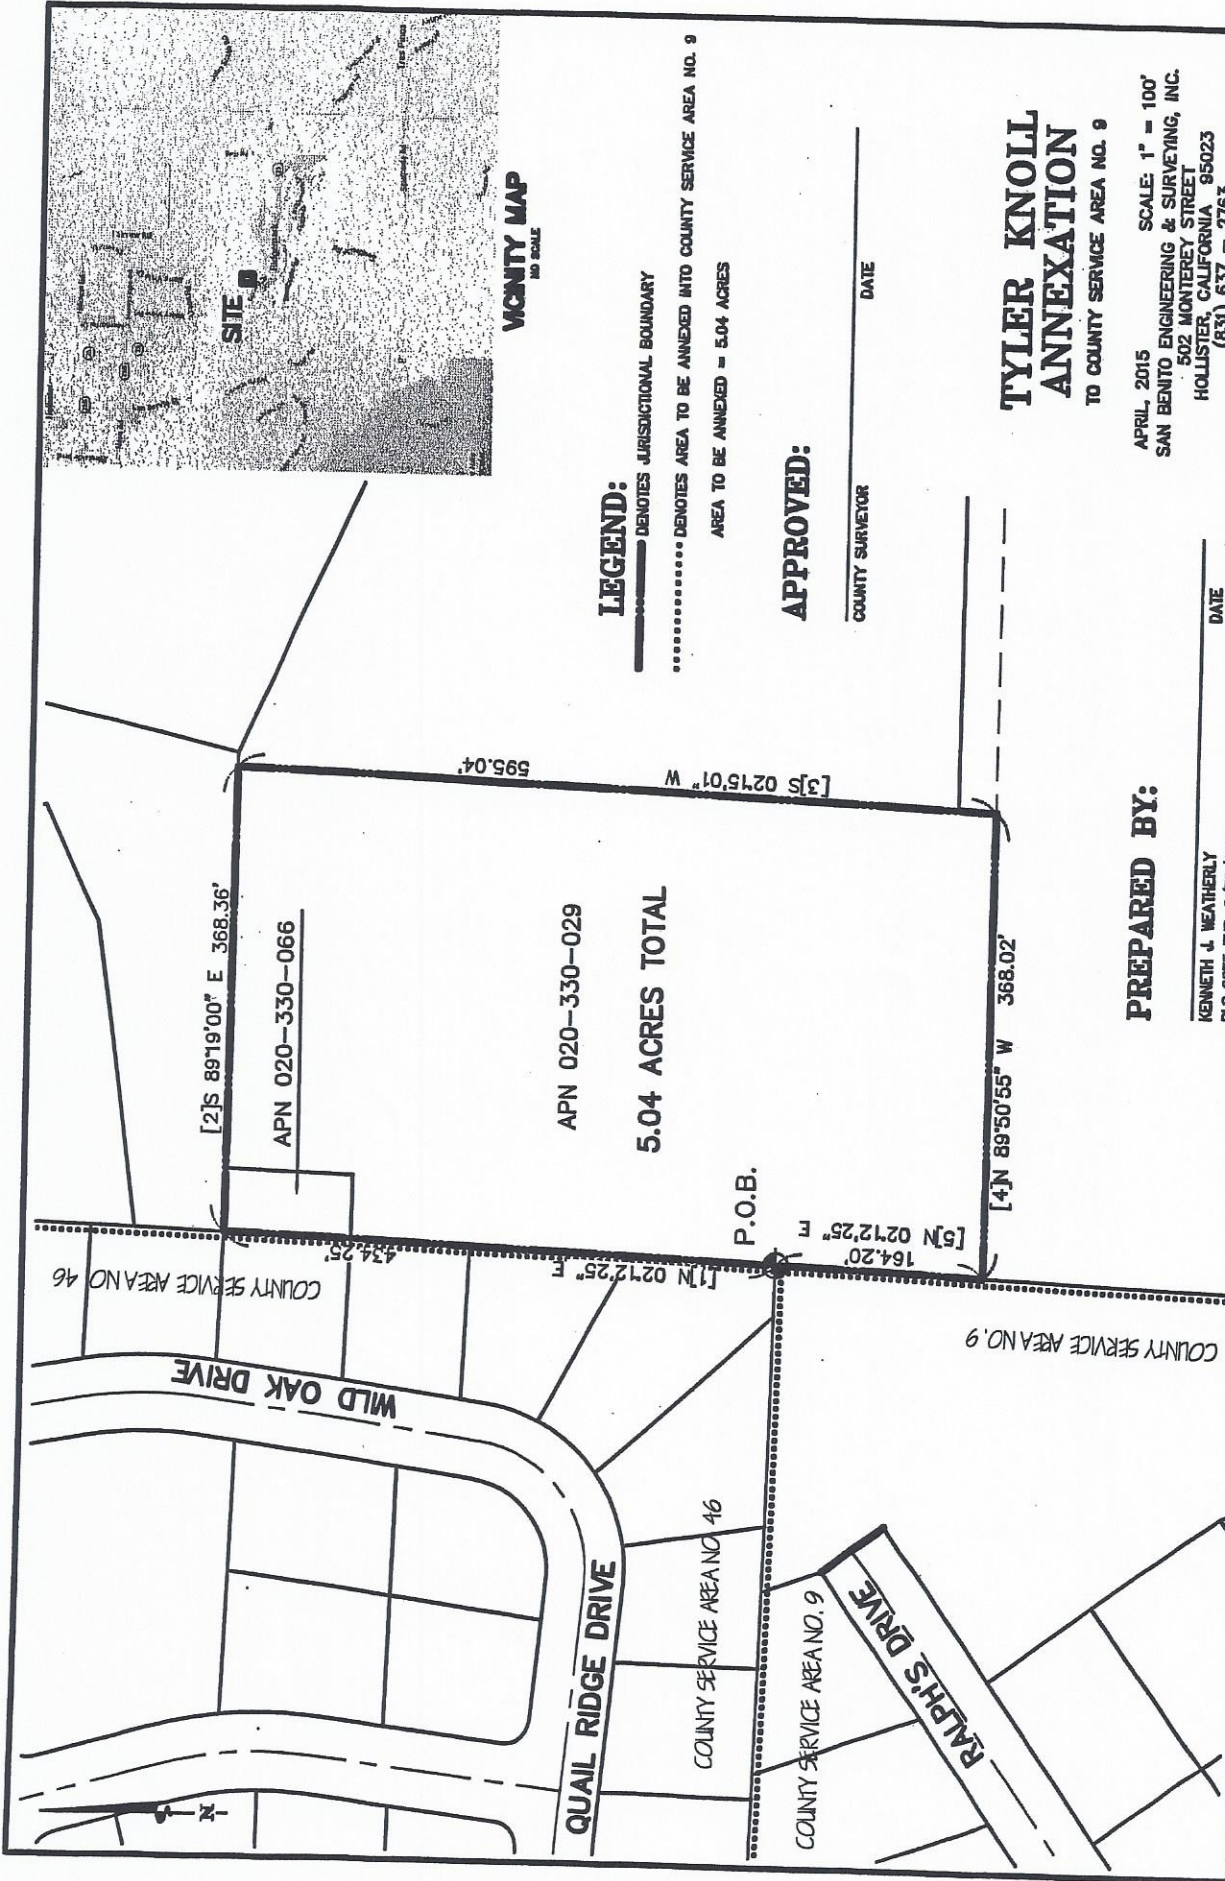 SITE
VICINITY MAP
NO SCALE
LEGEND:
DENOTES JURISDICTIONAL BOUNDARY
DENOTES AREA TO BE ANNEXED INTO COUNTY SERVICE AREA NO. 9
AREA TO BE ANNEXED = 5.04 ACRES
APPROVED:
COUNTY SURVEYOR
DATE
TYLER KNOLL
ANNEXATION
TO COUNTY SERVICE AREA NO. 9
APRIL, 2015 SCALE: 1" = 100'
SAN BENITO ENGINEERING & SURVEYING, INC.
502 MONTEREY STREET
HOLLISTER, CALIFORNIA 95023
(831) 637 - 2763
PREPARED BY:
KENNETH J. WEATHERLY
DATE
[2]S 89°19'00" E 368.36'
APN 020-330-066
APN 020-330-029
5.04 ACRES TOTAL
[3]S 02°15'01" W
595.04'
[4]N 89°50'55" W 368.02'
[5]N 02°12'25" E
164.20'
P.O.B.
[1]N 02°12'25" E
434.25'
COUNTY SERVICE AREA NO. 46
WILD OAK DRIVE
QUAIL RIDGE DRIVE
COUNTY SERVICE AREA NO. 46
COUNTY SERVICE AREA NO. 9
RALPH'S DRIVE
COUNTY SERVICE AREA NO. 9
N